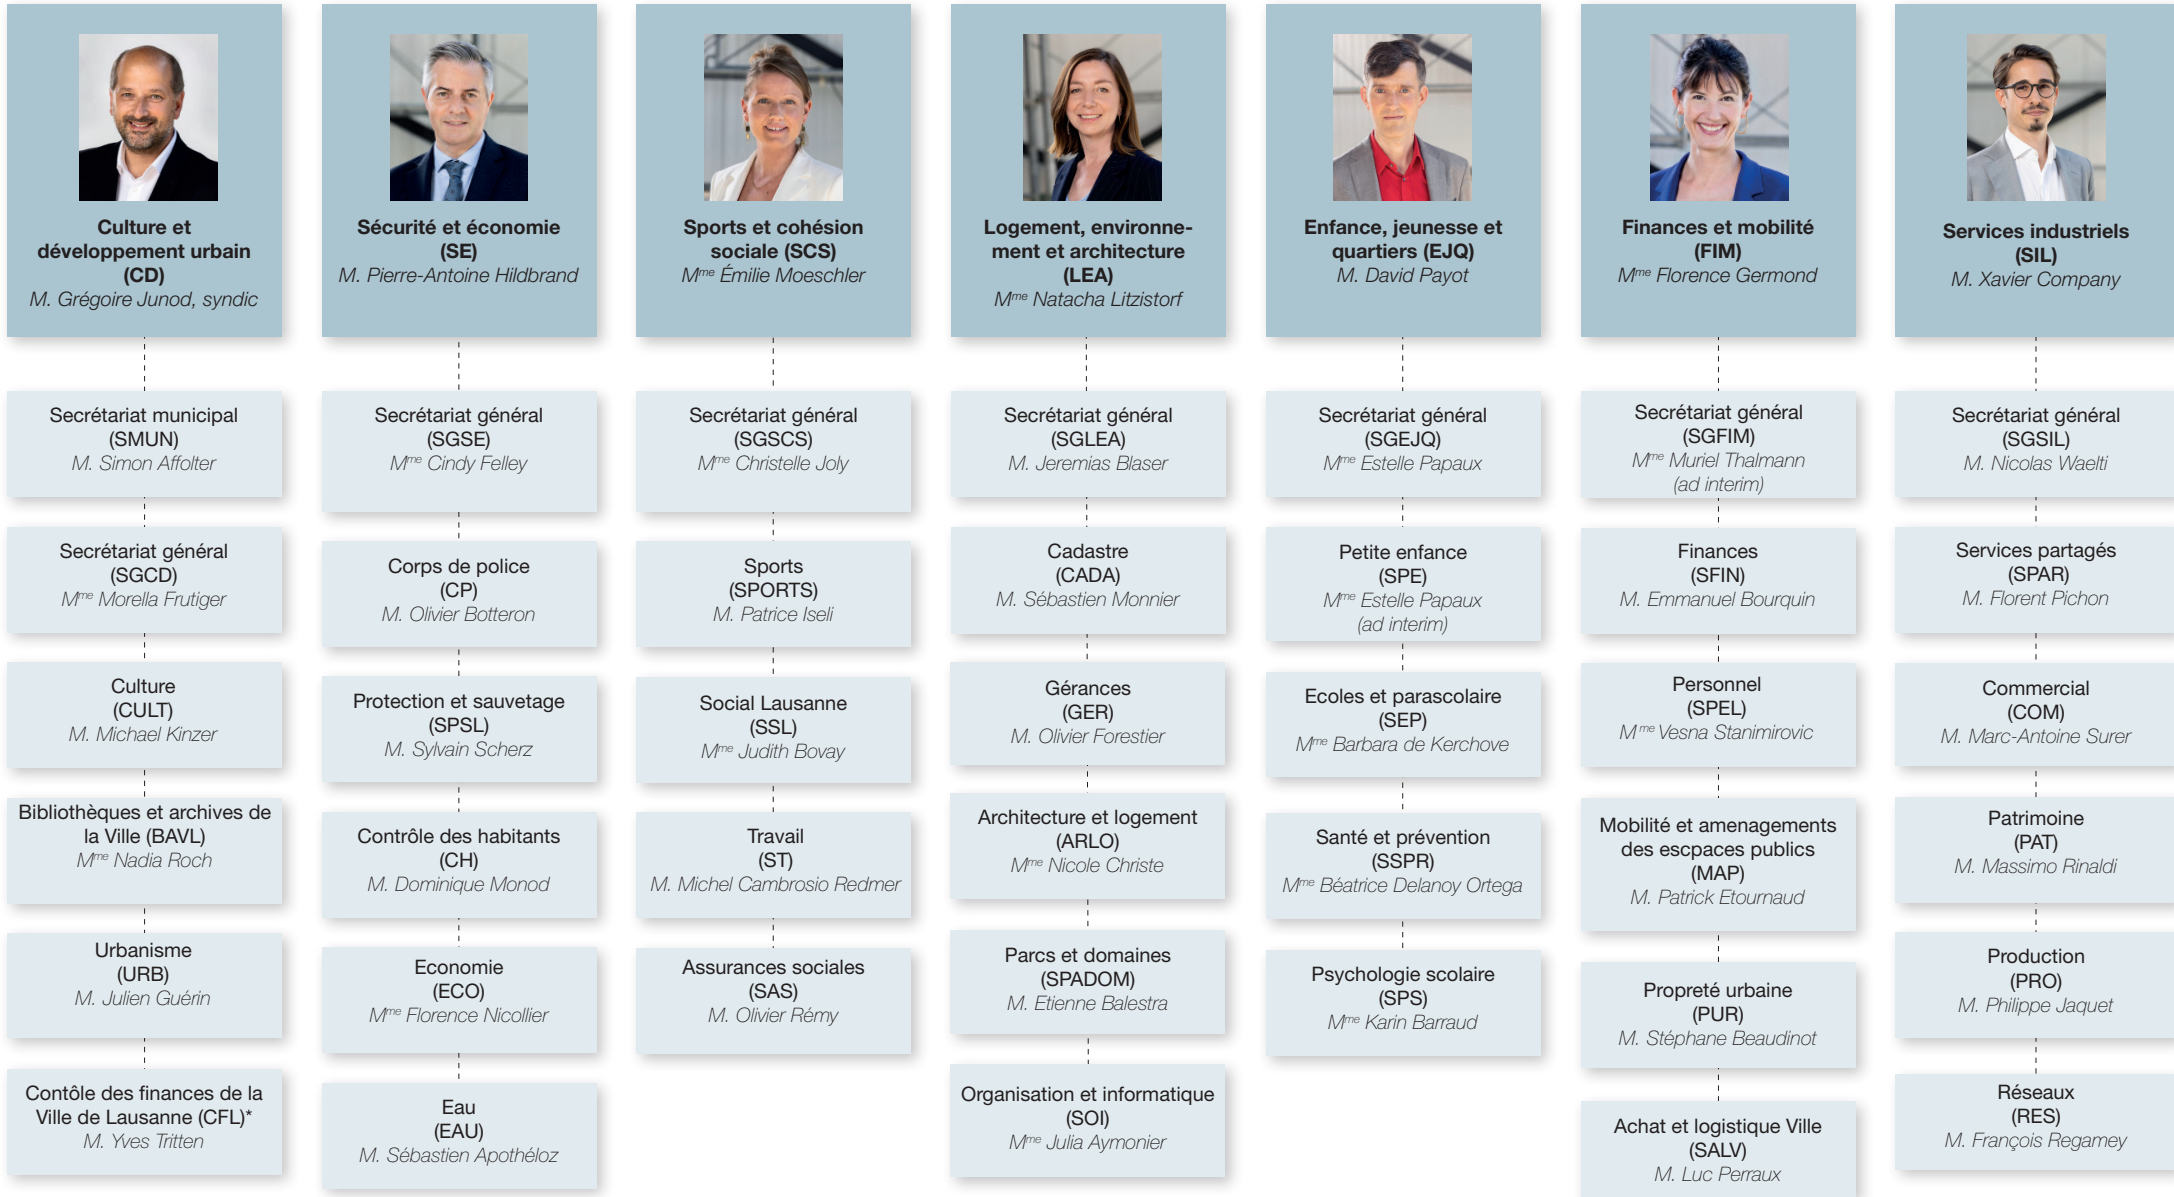 Culture et
développement urbain
(CD)
M. Grégoire Junod, syndic
Secrétariat municipal
(SMUN)
M. Simon Affolter
Secrétariat général
(SGCD)
Mme Morella Frutiger
Culture
(CULT)
M. Michael Kinzer
Bibliothèques et archives de
la Ville (BAVL)
Mme Nadia Roch
Urbanisme
(URB)
M. Julien Guérin
Contôle des finances de la
Ville de Lausanne (CFL)*
M. Yves Tritten
Sécurité et économie
(SE)
M. Pierre-Antoine Hildbrand
Secrétariat général
(SGSE)
Mme Cindy Felley
Corps de police
(CP)
M. Olivier Botteron
Protection et sauvetage
(SPSL)
M. Sylvain Scherz
Contrôle des habitants
(CH)
M. Dominique Monod
Economie
(ECO)
Mme Florence Nicollier
Eau
(EAU)
M. Sébastien Apothéloz
Sports et cohésion
sociale (SCS)
Mme Émilie Moeschler
Secrétariat général
(SGSCS)
Mme Christelle Joly
Sports
(SPORTS)
M. Patrice Iseli
Social Lausanne
(SSL)
Mme Judith Bovay
Travail
(ST)
M. Michel Cambrosio Redmer
Assurances sociales
(SAS)
M. Olivier Rémy
Logement, environne-
ment et architecture
(LEA)
Mme Natacha Litzistorf
Secrétariat général
(SGLEA)
M. Jeremias Blaser
Cadastre
(CADA)
M. Sébastien Monnier
Gérances
(GER)
M. Olivier Forestier
Architecture et logement
(ARLO)
Mme Nicole Christe
Parcs et domaines
(SPADOM)
M. Etienne Balestra
Organisation et informatique
(SOI)
Mme Julia Aymonier
Enfance, jeunesse et
quartiers (EJQ)
M. David Payot
Secrétariat général
(SGEJQ)
Mme Estelle Papaux
Petite enfance
(SPE)
Mme Estelle Papaux
(ad interim)
Ecoles et parascolaire
(SEP)
Mme Barbara de Kerchove
Santé et prévention
(SSPR)
Mme Béatrice Delanoy Ortega
Psychologie scolaire
(SPS)
Mme Karin Barraud
Finances et mobilité
(FIM)
Mme Florence Germond
Secrétariat général
(SGFIM)
Mme Muriel Thalmann
(ad interim)
Finances
(SFIN)
M. Emmanuel Bourquin
Personnel
(SPEL)
Mme Vesna Stanimirovic
Mobilité et amenagements
des escpaces publics
(MAP)
M. Patrick Etournaud
Propreté urbaine
(PUR)
M. Stéphane Beaudinot
Achat et logistique Ville
(SALV)
M. Luc Perraux
Services industriels
(SIL)
M. Xavier Company
Secrétariat général
(SGSIL)
M. Nicolas Waelti
Services partagés
(SPAR)
M. Florent Pichon
Commercial
(COM)
M. Marc-Antoine Surer
Patrimoine
(PAT)
M. Massimo Rinaldi
Production
(PRO)
M. Philippe Jaquet
Réseaux
(RES)
M. François Regamey